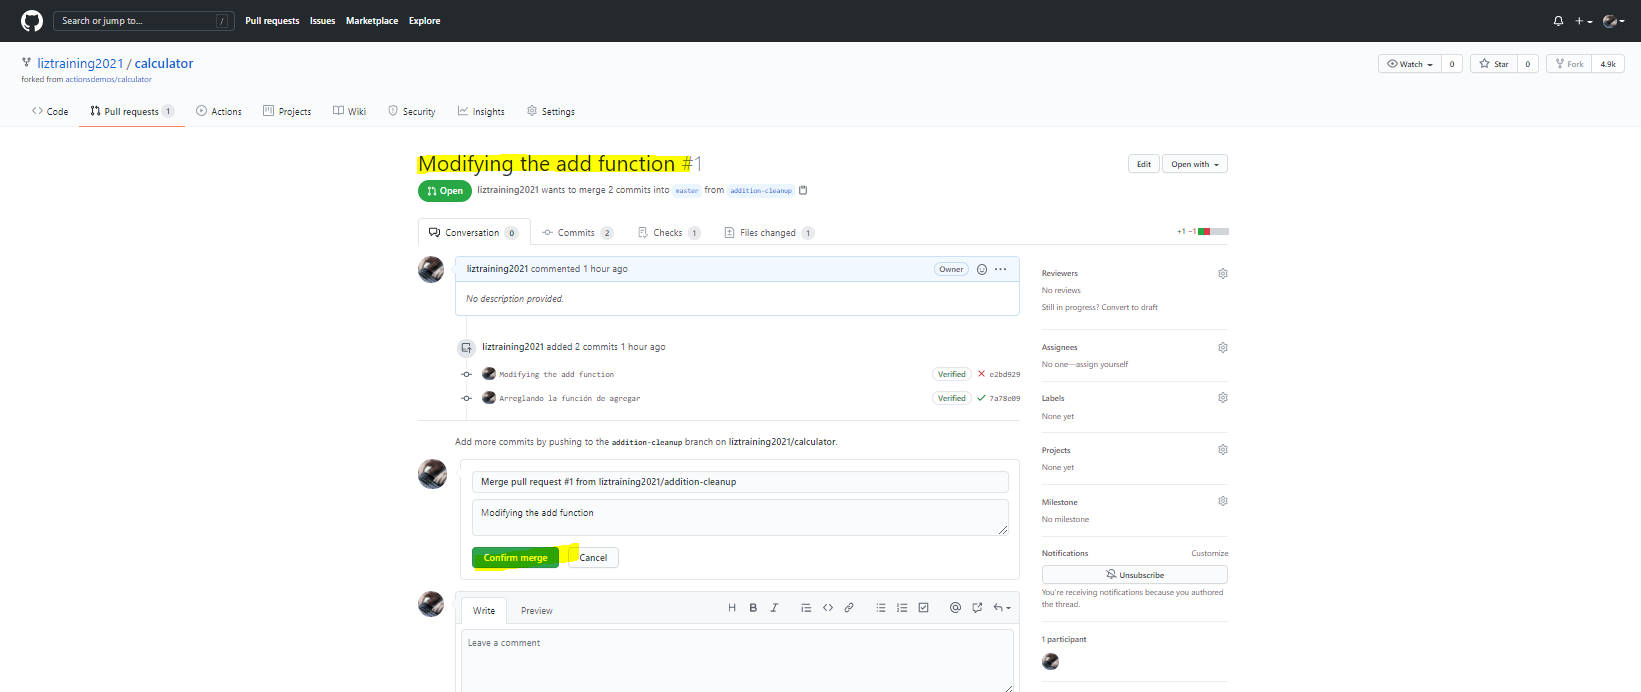 Search or jump to... /
Pull requests Issues Marketplace Explore
liztraining2021 / calculator
forked from actionsdemos/calculator
Watch 0 Star 0 Fork 4.9k
Code Pull requests 1 Actions Projects Wiki Security Insights Settings
Modifying the add function #1
Edit Open with
Open liztraining2021 wants to merge 2 commits into master from addition-cleanup
Conversation 0 Commits 2 Checks 1 Files changed 1
+1 −1
liztraining2021 commented 1 hour ago
Owner
No description provided.
liztraining2021 added 2 commits 1 hour ago
Modifying the add function Verified e2bd929
Arreglando la función de agregar Verified 7a78e09
Add more commits by pushing to the addition-cleanup branch on liztraining2021/calculator.
Merge pull request #1 from liztraining2021/addition-cleanup
Modifying the add function
Confirm merge Cancel
Write Preview
H B I
Leave a comment
Reviewers
No reviews
Still in progress? Convert to draft
Assignees
No one—assign yourself
Labels
None yet
Projects
None yet
Milestone
No milestone
Notifications Customize
Unsubscribe
You're receiving notifications because you authored
the thread.
1 participant